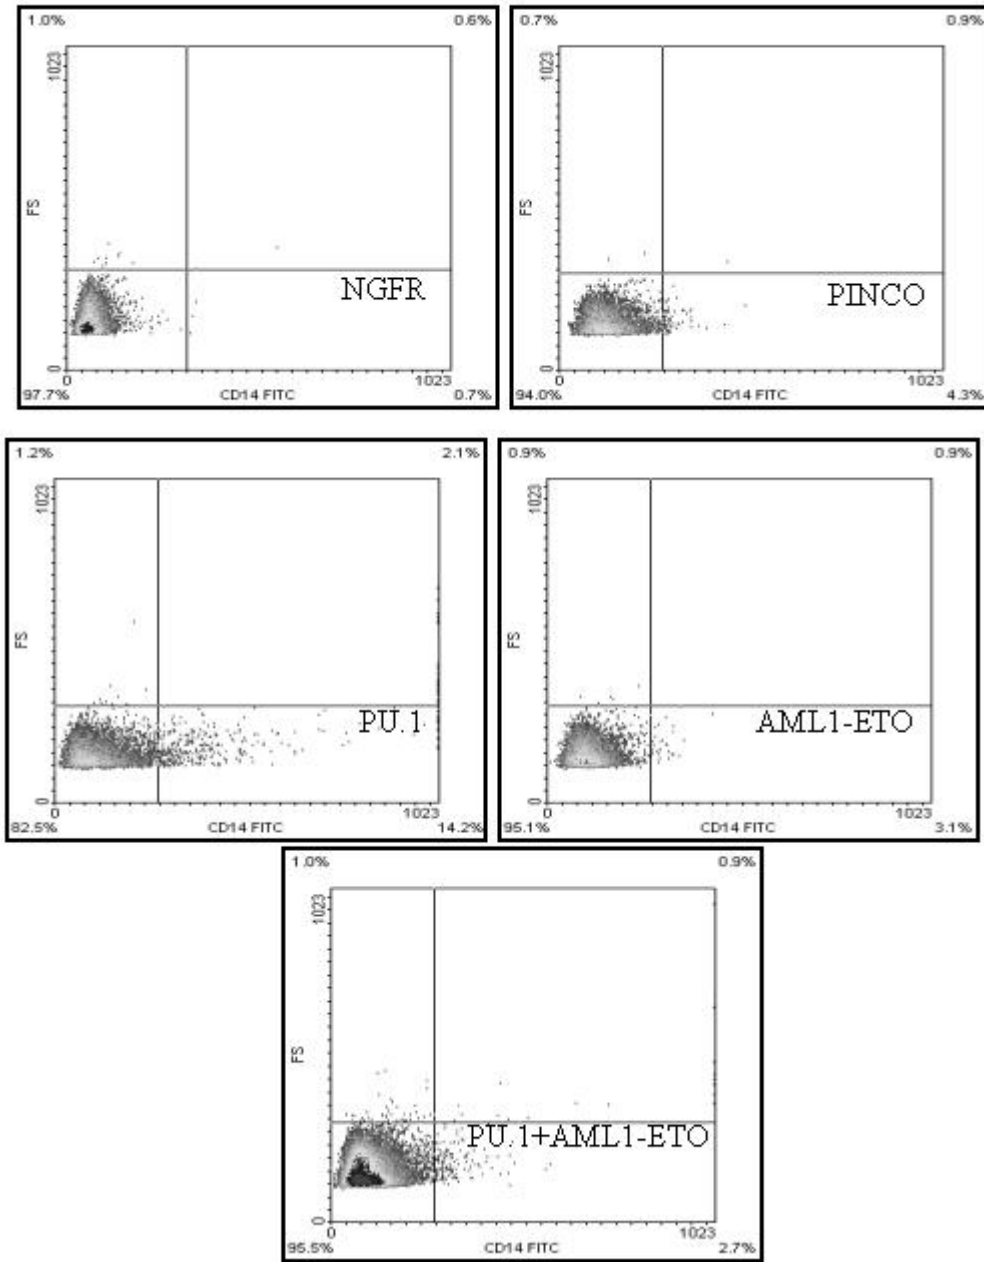 1.0% 0.6%
1023
FS
NGFR
0
0 1023
97.7% CD14 FITC 0.7%
0.7% 0.9%
1023
FS
PINCO
0
0 1023
94.0% CD14 FITC 4.3%
1.2% 2.1%
1023
FS
PU.1
0
0 1023
82.5% CD14 FITC 14.2%
0.9% 0.9%
1023
FS
AML1-ETO
0
0 1023
95.1% CD14 FITC 3.1%
1.0% 0.9%
1023
FS
PU.1+AML1-ETO
0
0 1023
95.5% CD14 FITC 2.7%